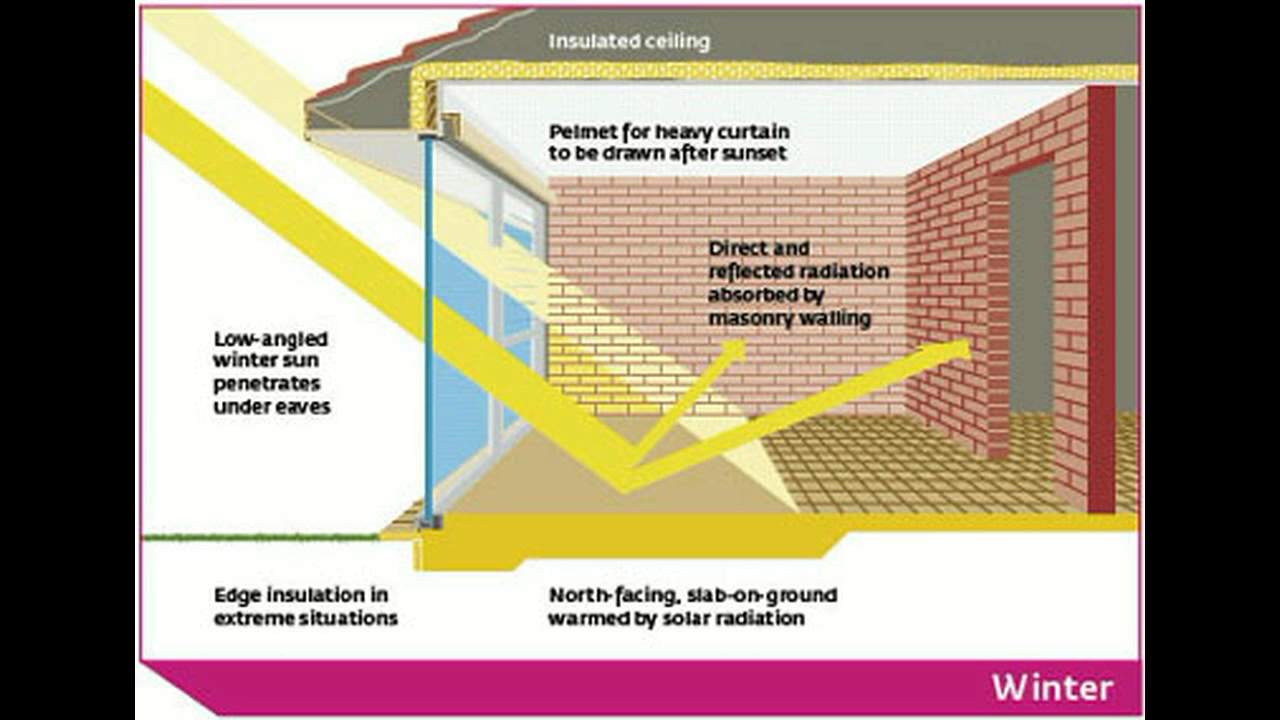 Insulated ceiling
Pelmet for heavy curtain
to be drawn after sunset
Direct and
reflected radiation
absorbed by
masonry walling
Low-angled
winter sun
penetrates
under eaves
Edge insulation in
extreme situations
North-facing, slab-on-ground
warmed by solar radiation
Winter